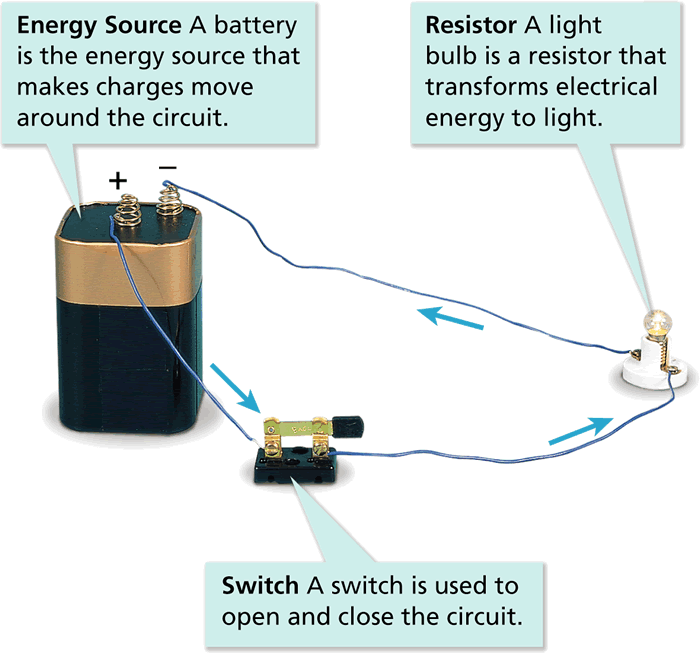 Energy Source A battery
is the energy source that
makes charges move
around the circuit.
Resistor A light
bulb is a resistor that
transforms electrical
energy to light.
+ −
Switch A switch is used to
open and close the circuit.